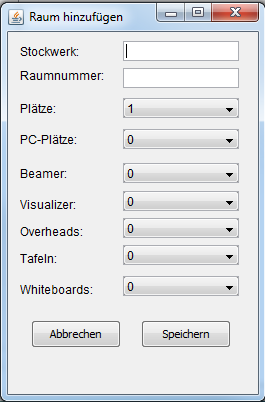 Raum hinzufügen
Stockwerk:
Raumnummer:
Plätze: 1
PC-Plätze: 0
Beamer: 0
Visualizer: 0
Overheads: 0
Tafeln: 0
Whiteboards: 0
Abbrechen Speichern